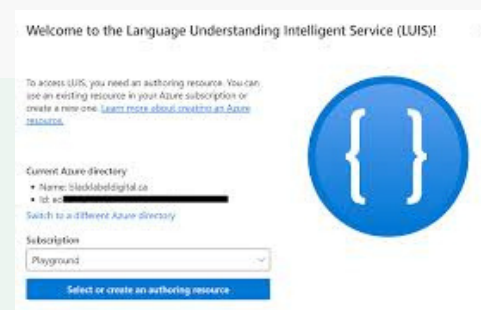 Welcome to the Language Understanding Intelligent Service (LUIS)!
To access LUIS, you need an authoring resource. You can
use an existing resource in your Azure subscription or
create a new one. Learn more about creating an Azure
resource.
Current Azure directory
• Name: blacklabeldigital.ca
• Id: ed
Switch to a different Azure directory
Subscription
Playground
Select or create an authoring resource
{ }